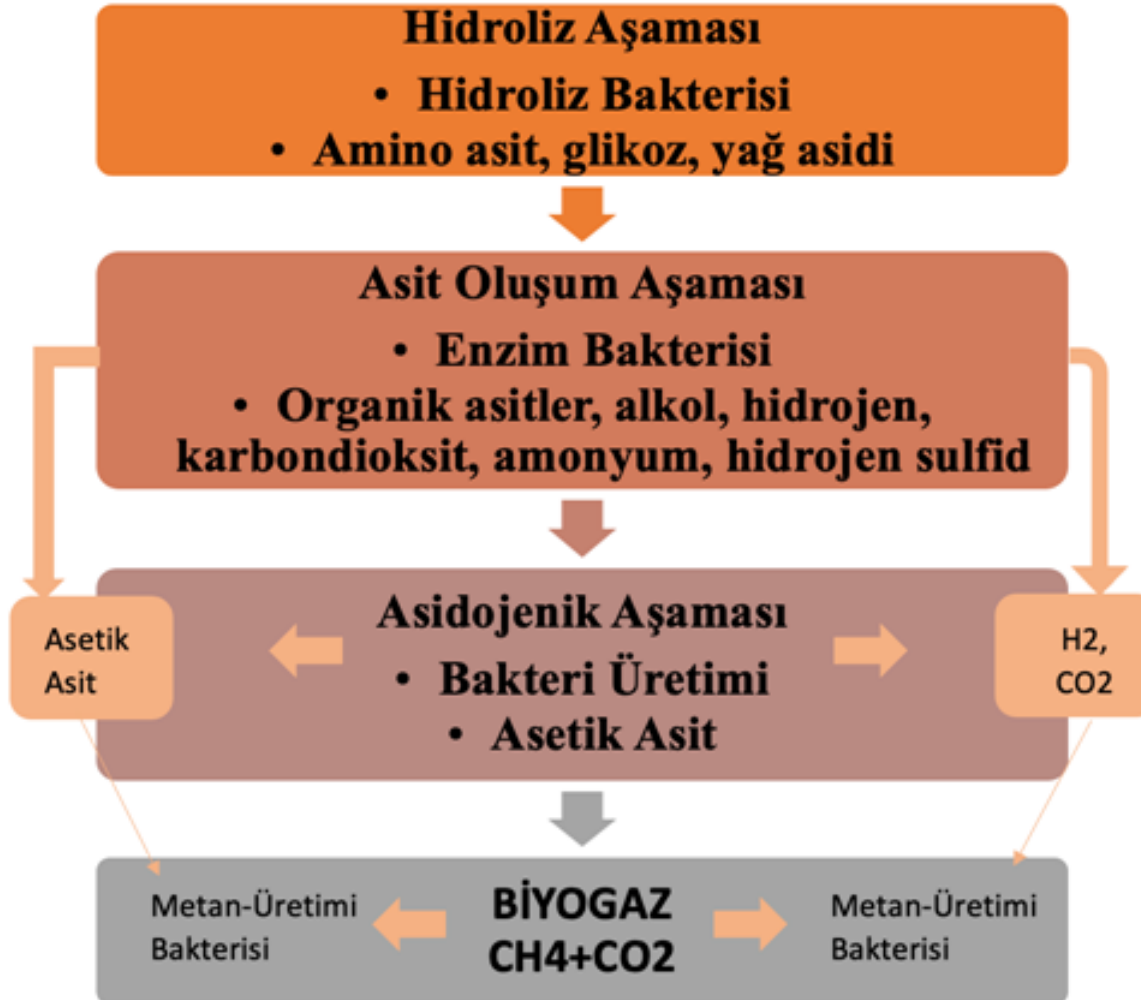 Hidroliz Aşaması
• Hidroliz Bakterisi
• Amino asit, glikoz, yağ asidi
Asit Oluşum Aşaması
• Enzim Bakterisi
• Organik asitler, alkol, hidrojen,
karbondioksit, amonyum, hidrojen sulfid
Asidojenik Aşaması
• Bakteri Üretimi
• Asetik Asit
Asetik
Asit
H2,
CO2
BİYOGAZ
CH4+CO2
Metan-Üretimi
Bakterisi
Metan-Üretimi
Bakterisi